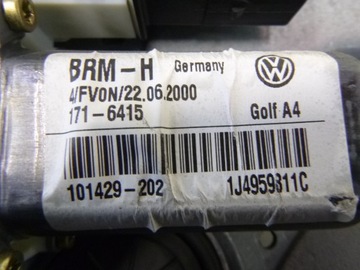 BRM-H Germany
4/FV0N/22.06.2000
171-6415 Golf A4
101429-202 1J4959811C